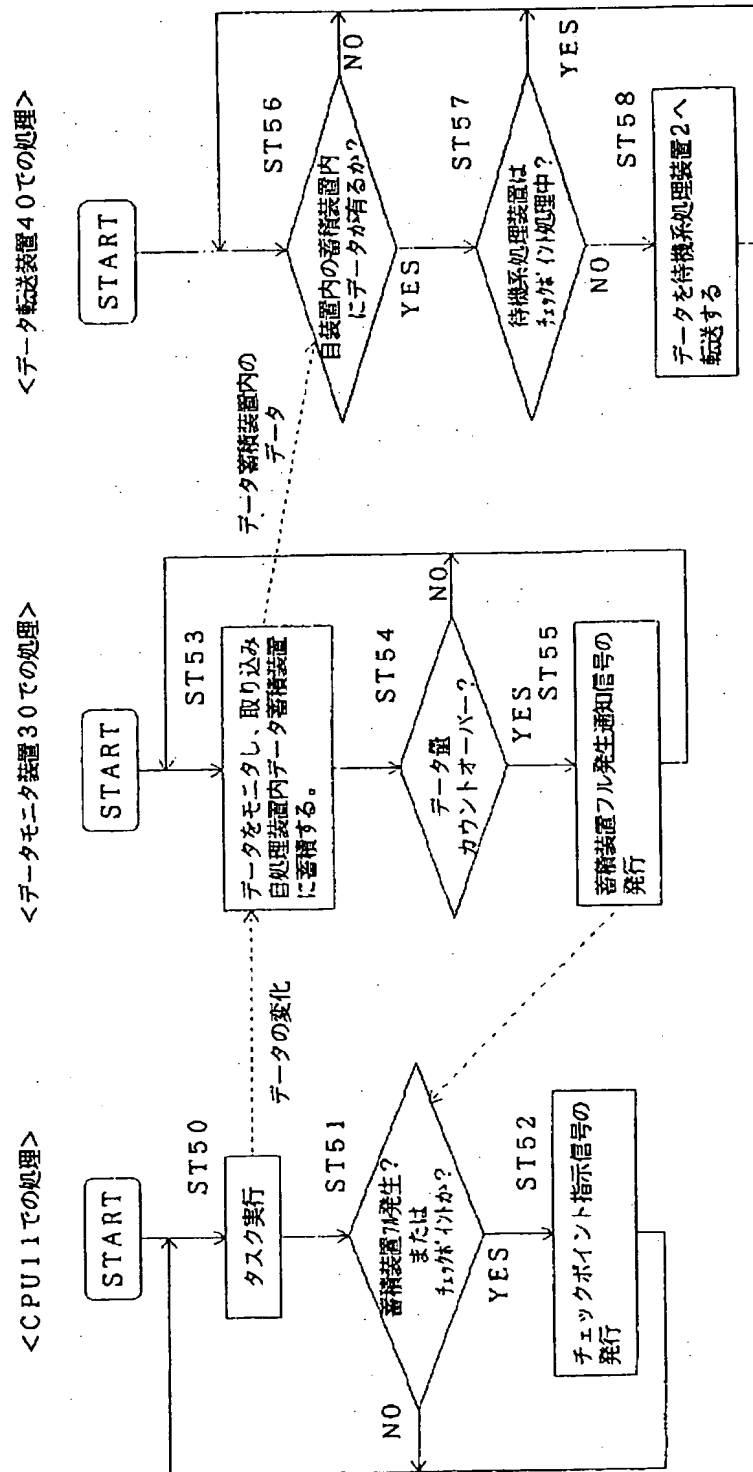 <CPU11での処理>
START
ST50
タスク実行
データの変化
ST51
蓄積装置フル発生?
または
チェックポイントか?
NO
YES
ST52
チェックポイント指示信号の
発行
<データモニタ装置30での処理>
START
ST53
データをモニタし、取り込み
自処理装置内データ蓄積装置
に蓄積する。
ST54
データ量
カウントオーバー?
NO
YES
ST55
蓄積装置フル発生通知信号の
発行
データ蓄積装置内の
データ
<データ転送装置40での処理>
START
ST56
自装置内の蓄積装置内
にデータが有るか?
NO
YES
ST57
待機系処理装置は
チェックポイント処理中?
YES
NO
ST58
データを待機系処理装置2へ
転送する